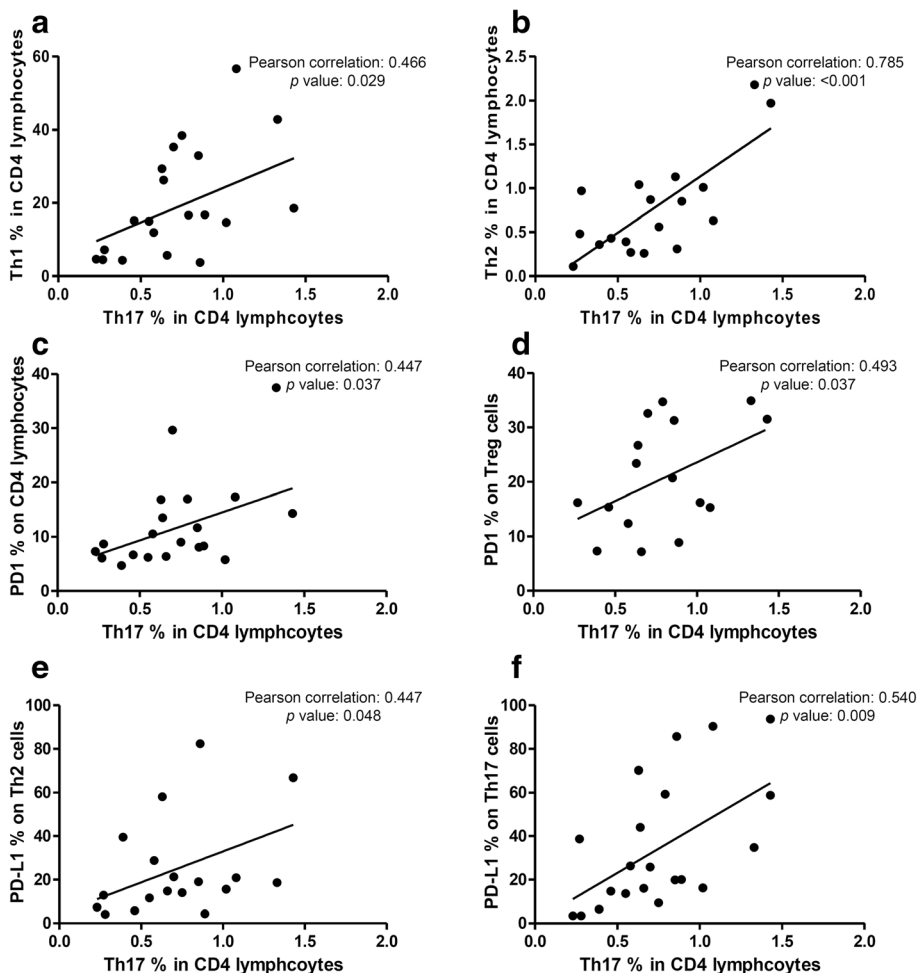 a
Pearson correlation: 0.466
p value: 0.029
Th1 % in CD4 lymphocytes
60
40
20
0
0.0 0.5 1.0 1.5 2.0
Th17 % in CD4 lymphcoytes
b
Pearson correlation: 0.785
p value: <0.001
Th2 % in CD4 lymphocytes
2.5
2.0
1.5
1.0
0.5
0.0
0.0 0.5 1.0 1.5 2.0
Th17 % in CD4 lymphcoytes
c
Pearson correlation: 0.447
p value: 0.037
PD1 % on CD4 lymphocytes
40
30
20
10
0
0.0 0.5 1.0 1.5 2.0
Th17 % in CD4 lymphcoytes
d
Pearson correlation: 0.493
p value: 0.037
PD1 % on Treg cells
40
30
20
10
0
0.0 0.5 1.0 1.5 2.0
Th17 % in CD4 lymphcoytes
e
Pearson correlation: 0.447
p value: 0.048
PD-L1 % on Th2 cells
100
80
60
40
20
0
0.0 0.5 1.0 1.5 2.0
Th17 % in CD4 lymphcoytes
f
Pearson correlation: 0.540
p value: 0.009
PD-L1 % on Th17 cells
100
80
60
40
20
0
0.0 0.5 1.0 1.5 2.0
Th17 % in CD4 lymphcoytes